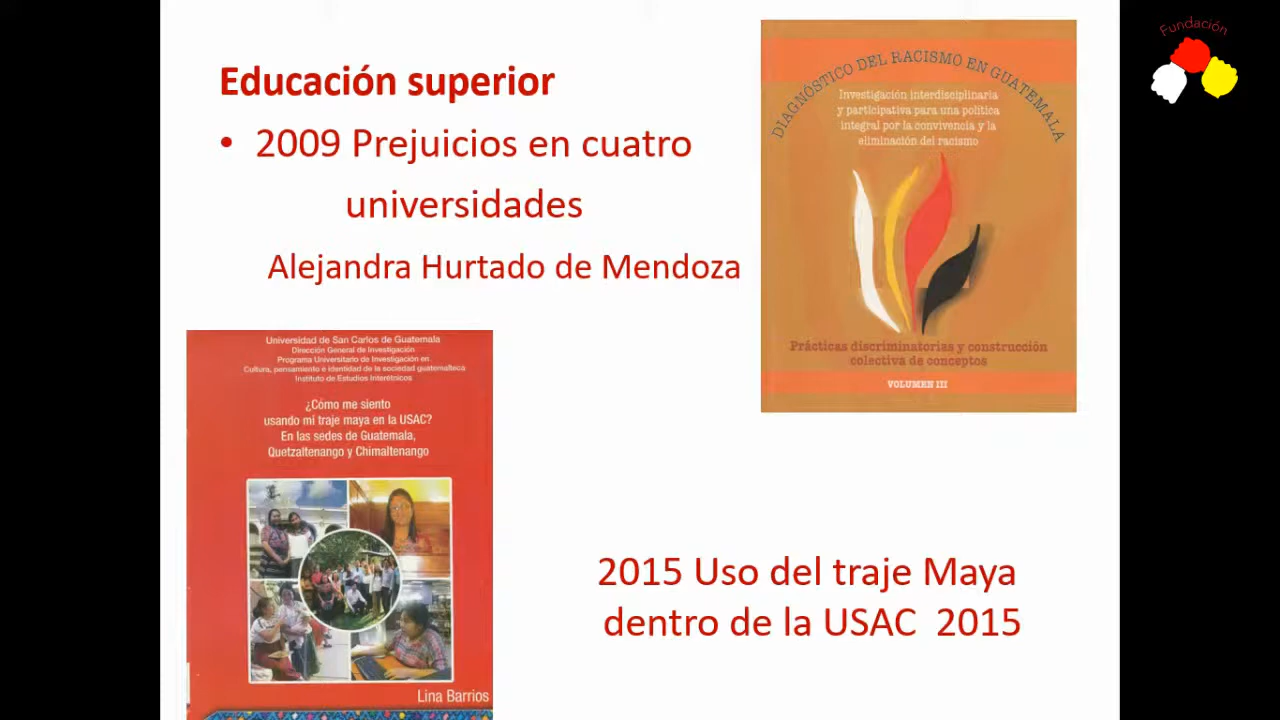 Educación superior
• 2009 Prejuicios en cuatro
universidades
Alejandra Hurtado de Mendoza
DIAGNÓSTICO DEL RACISMO EN GUATEMALA
Investigación interdisciplinaria
y participativa para una política
integral por la convivencia y la
eliminación del racismo
Prácticas discriminatorias y construcción
colectiva de conceptos
VOLUMEN III
Fundación
Universidad de San Carlos de Guatemala
Dirección General de Investigación
Programa Universitario de Investigación en
Cultura, pensamiento e identidad de la sociedad guatemalteca
Instituto de Estudios Interétnicos
¿Cómo me siento
usando mi traje maya en la USAC?
En las sedes de Guatemala,
Quetzaltenango y Chimaltenango
Lina Barrios
2015 Uso del traje Maya
dentro de la USAC 2015